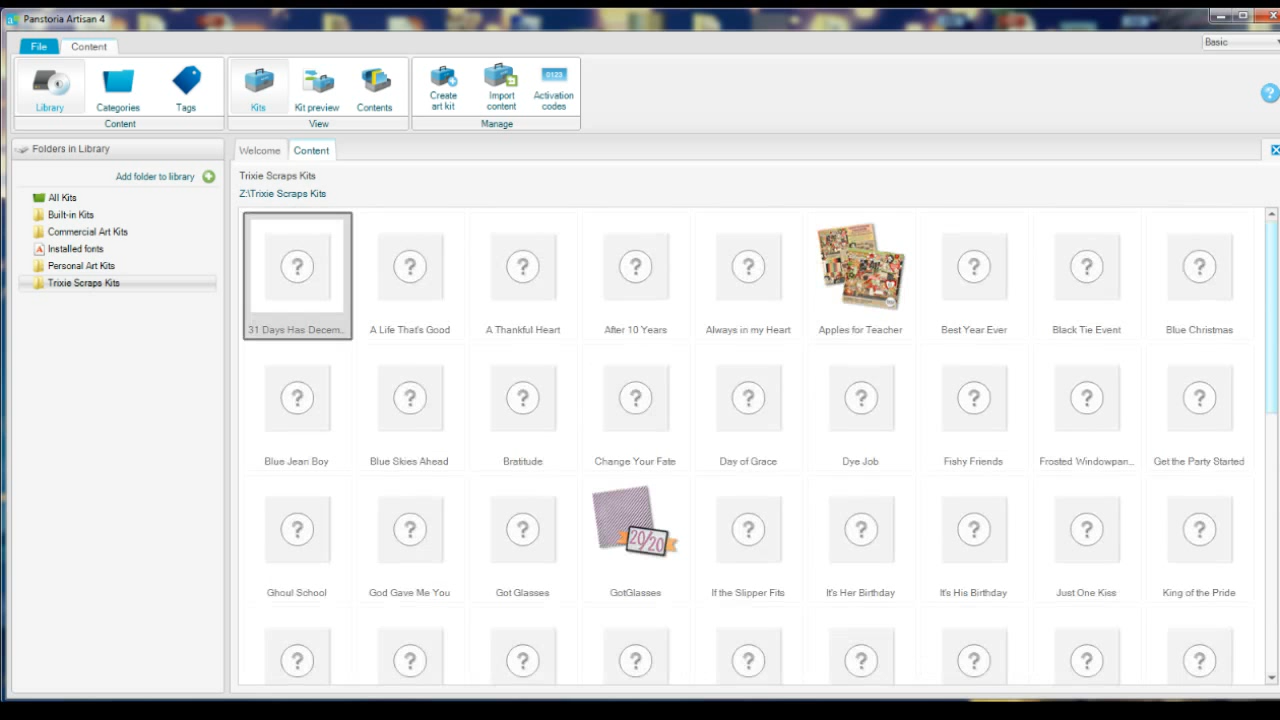 Panstoria Artisan 4
File Content
Basic
Library Categories Tags
Kits Kit preview Contents
Create art kit
Import content
0123
Activation codes
Content View Manage
Folders in Library
Welcome Content
Add folder to library
Trixie Scraps Kits
Z:\Trixie Scraps Kits
All Kits
Built-in Kits
Commercial Art Kits
Installed fonts
Personal Art Kits
Trixie Scraps Kits
31 Days Has Decem... A Life That's Good A Thankful Heart After 10 Years Always in my Heart Apples for Teacher Best Year Ever Black Tie Event Blue Christmas
Blue Jean Boy Blue Skies Ahead Bratitude Change Your Fate Day of Grace Dye Job Fishy Friends Frosted Windowpan... Get the Party Started
20/20
Ghoul School God Gave Me You Got Glasses GotGlasses If the Slipper Fits It's Her Birthday It's His Birthday Just One Kiss King of the Pride